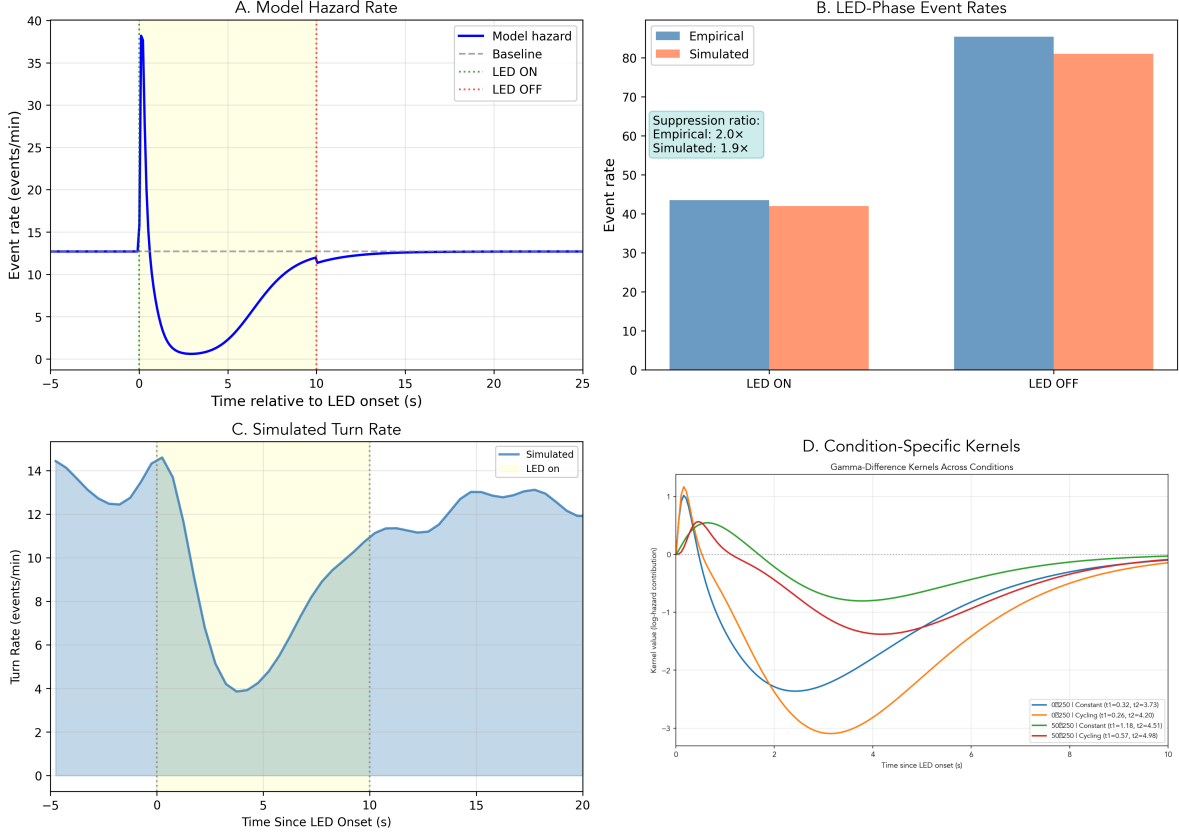 A. Model Hazard Rate
Event rate (events/min)
40
35
30
25
20
15
10
5
0
−5
0
5
10
15
20
25
Time relative to LED onset (s)
Model hazard
Baseline
LED ON
LED OFF
B. LED-Phase Event Rates
Event rate
80
70
60
50
40
30
20
10
0
Empirical
Simulated
Suppression ratio:
Empirical: 2.0×
Simulated: 1.9×
LED ON
LED OFF
C. Simulated Turn Rate
Turn Rate (events/min)
14
12
10
8
6
4
2
0
−5
0
5
10
15
20
Time Since LED Onset (s)
Simulated
LED on
D. Condition-Specific Kernels
Gamma-Difference Kernels Across Conditions
Kernel value (log-hazard contribution)
1
0
−1
−2
−3
0
2
4
6
8
10
Time since LED onset (s)
0▯250 | Constant (t1=0.32, t2=3.73)
0▯250 | Cycling (t1=0.26, t2=4.20)
50▯250 | Constant (t1=1.18, t2=4.51)
50▯250 | Cycling (t1=0.57, t2=4.98)